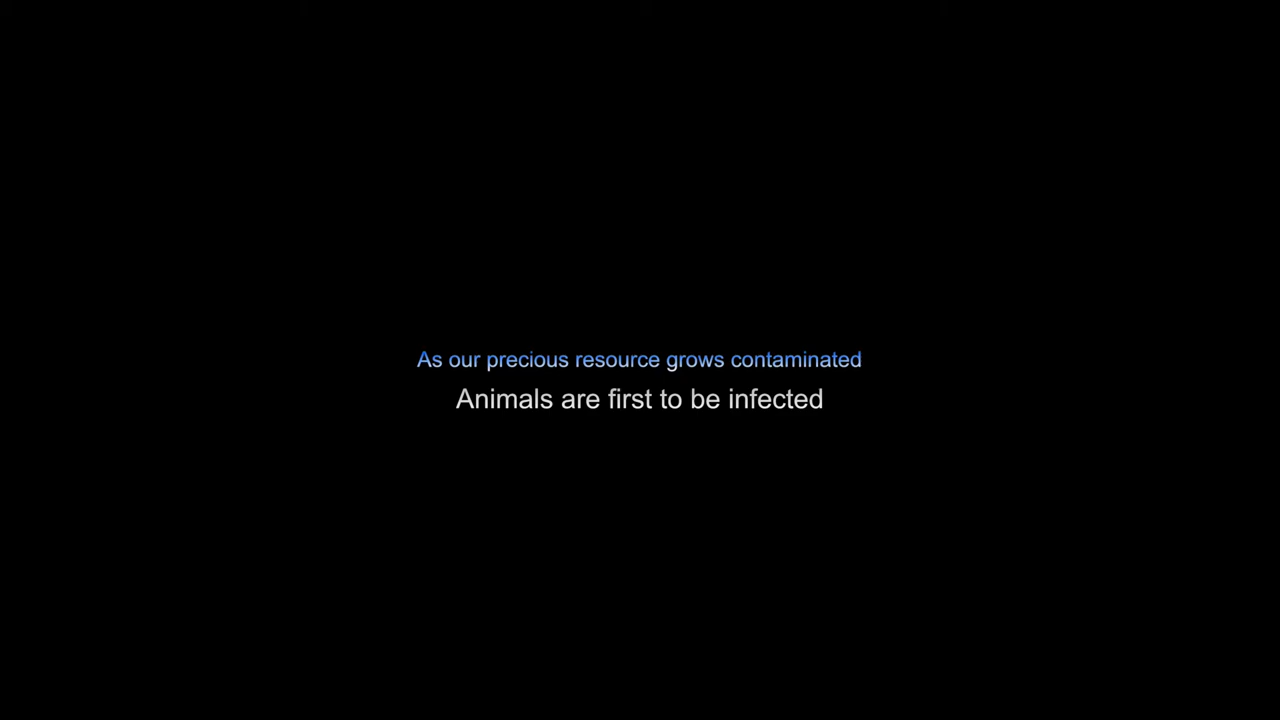 As our precious resource grows contaminated
Animals are first to be infected